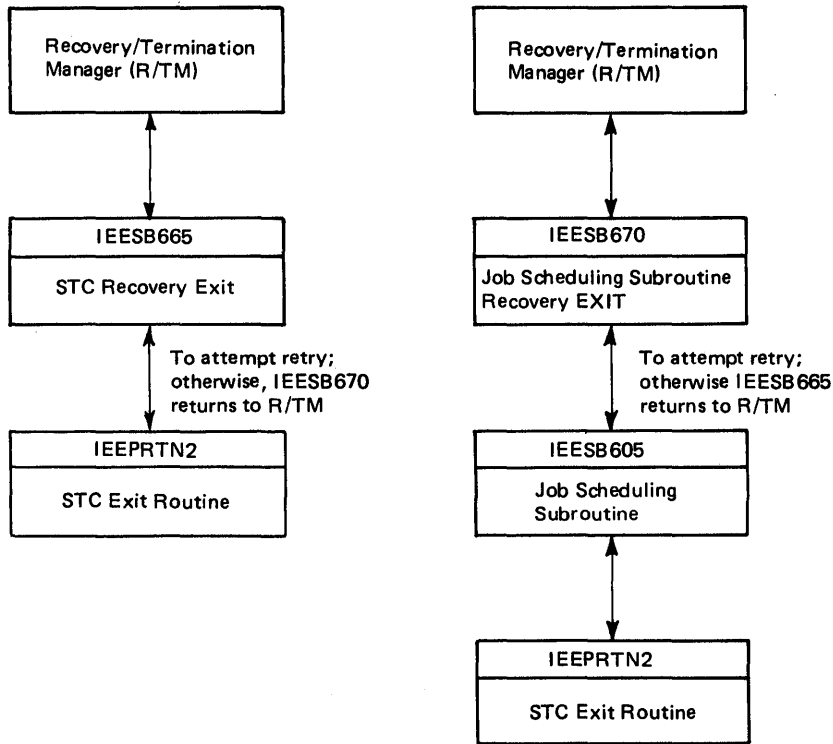 Recovery/Termination
Manager (R/TM)
IEESB665
STC Recovery Exit
To attempt retry;
otherwise, IEESB670
returns to R/TM
IEEPRTN2
STC Exit Routine
Recovery/Termination
Manager (R/TM)
IEESB670
Job Scheduling Subroutine
Recovery EXIT
To attempt retry;
otherwise IEESB665
returns to R/TM
IEESB605
Job Scheduling
Subroutine
IEEPRTN2
STC Exit Routine